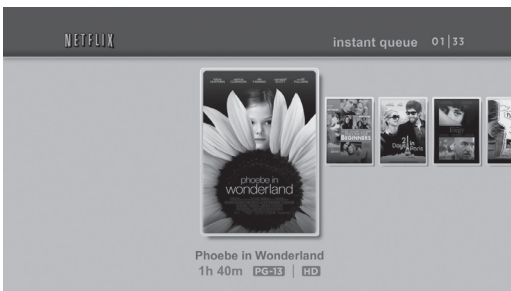 NETFLIX
instant queue 01|33
phoebe in
wonderland
BEGINNERS
2
Days in
Paris
Elegy
Phoebe in Wonderland
1h 40m PG-13 | HD